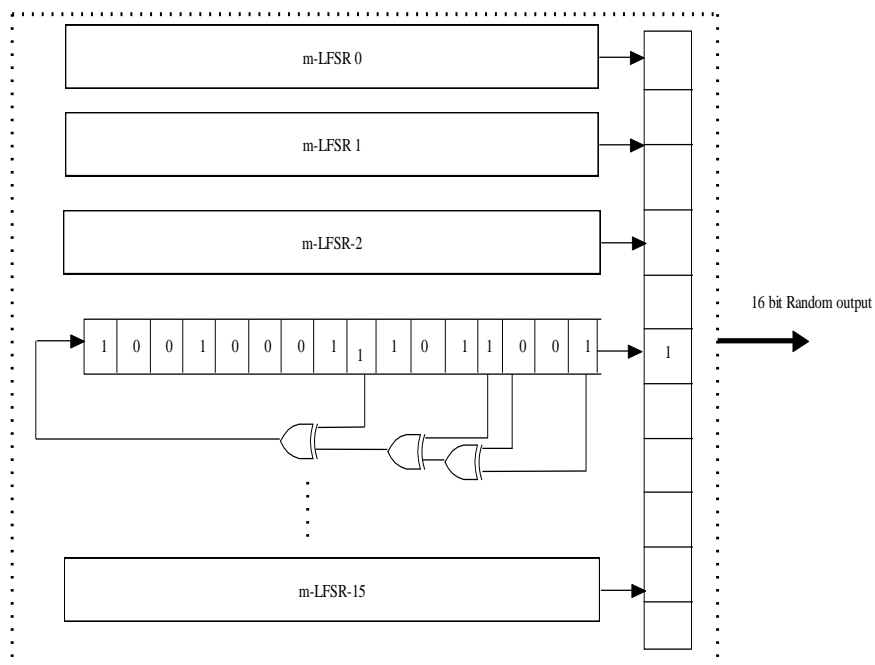 m-LFSR 0
m-LFSR 1
m-LFSR-2
16 bit Random output
1 0 0 1 0 0 0 1 1 1 0 1 1 0 0 1 1
m-LFSR-15